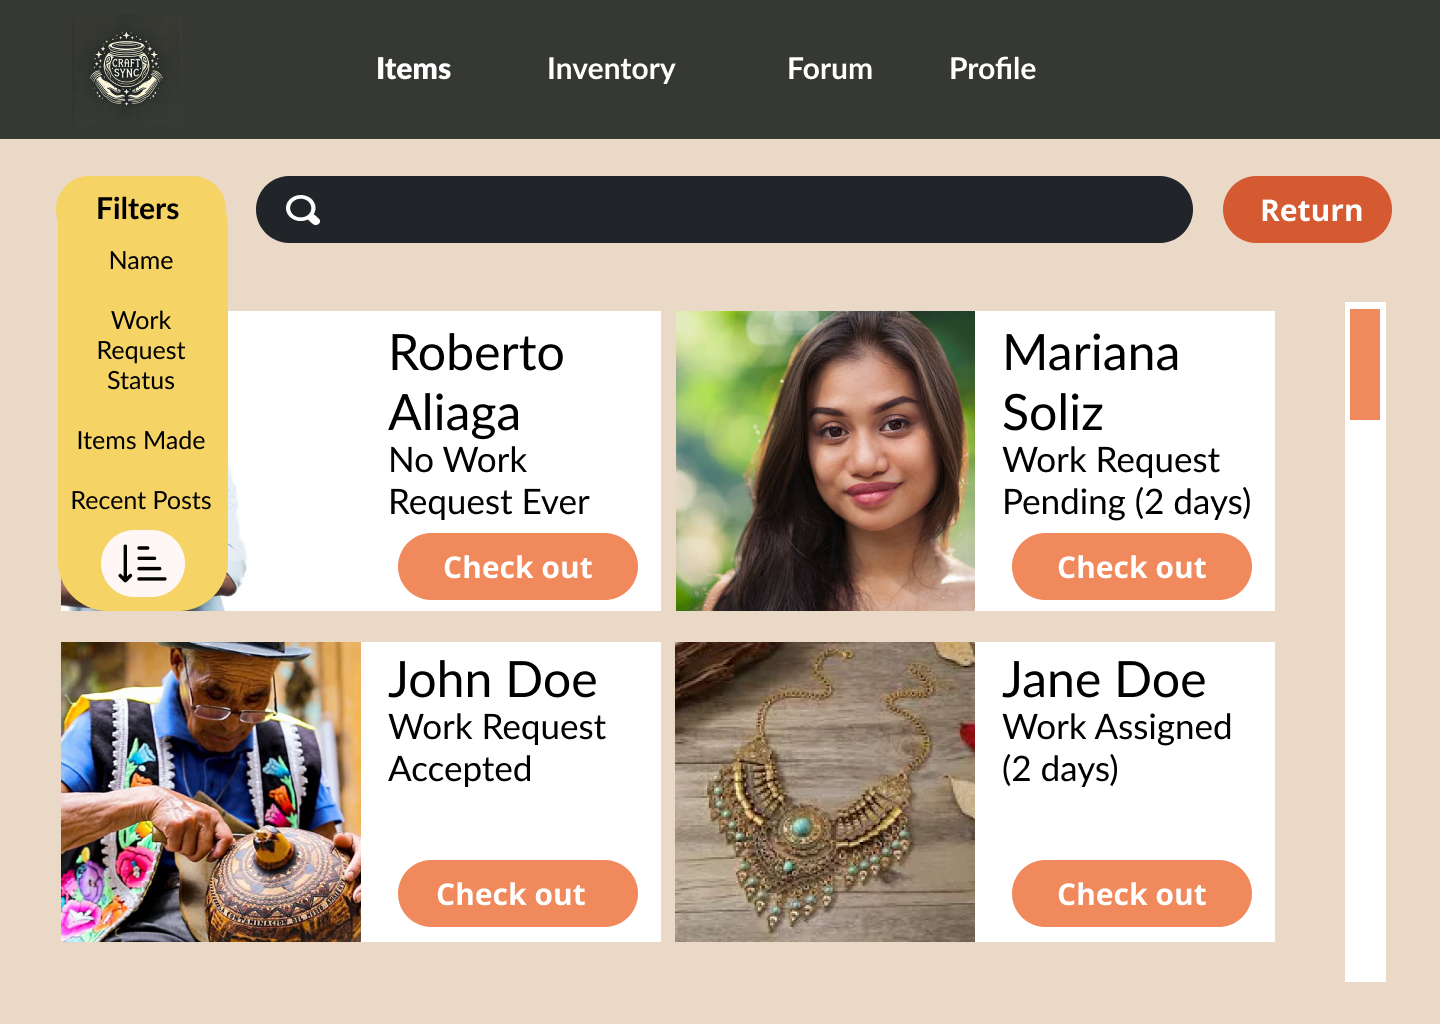 CRAFT
SYNC
Items
Inventory
Forum
Profile
Filters
Name
Work
Request
Status
Items Made
Recent Posts
Return
Roberto
Aliaga
No Work
Request Ever
Check out
Mariana
Soliz
Work Request
Pending (2 days)
Check out
John Doe
Work Request
Accepted
Check out
Jane Doe
Work Assigned
(2 days)
Check out